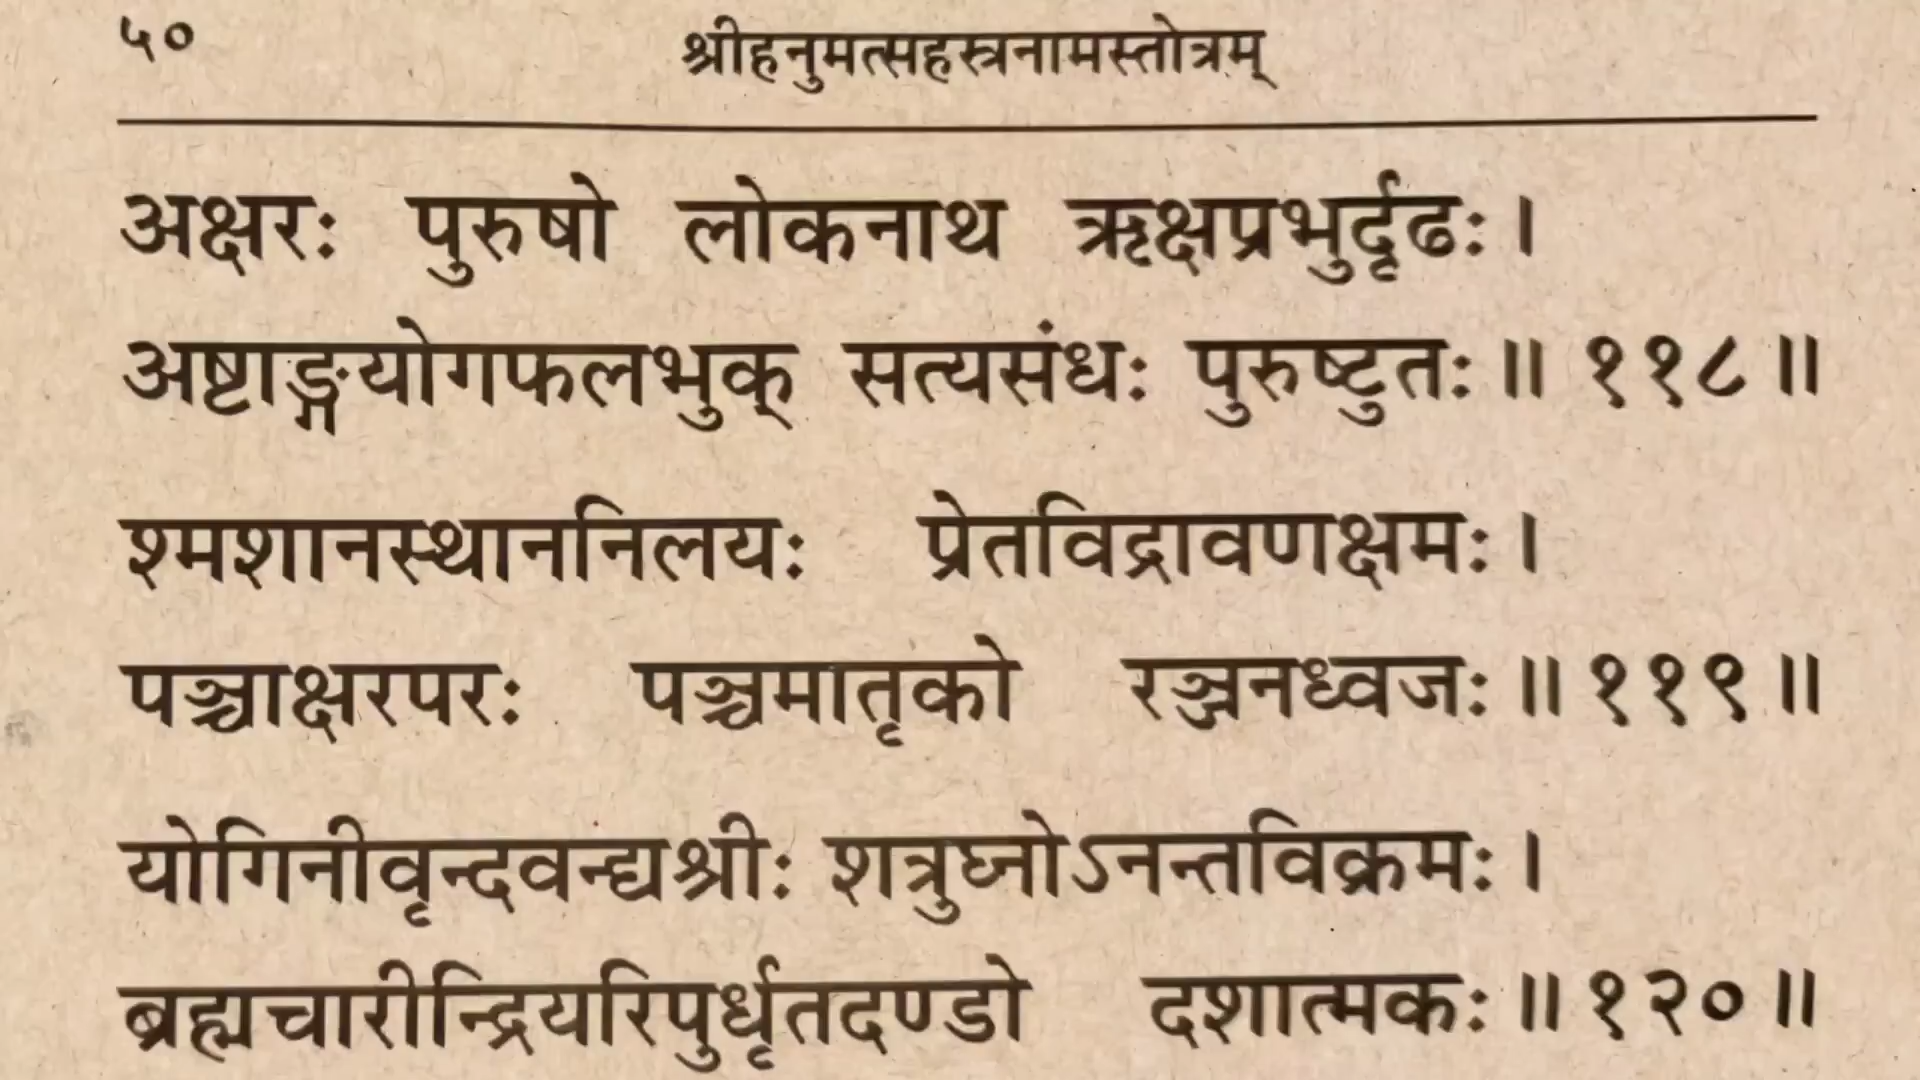 ५०
श्रीहनुमत्सहस्त्रनामस्तोत्रम्
अक्षरः पुरुषो लोकनाथ ऋक्षप्रभुर्दृढः ।
अष्टाङ्गयोगफलभुक् सत्यसंधः पुरुष्टुतः ॥ ११८ ॥
श्मशानस्थाननिलयः प्रेतविद्रावणक्षमः ।
पञ्चाक्षरपरः पञ्चमातृको रञ्जनध्वजः ॥ ११९ ॥
योगिनीवृन्दवन्द्यश्रीः शत्रुघ्नोऽनन्तविक्रमः ।
ब्रह्मचारीन्द्रियरिपुर्धृतदण्डो दशात्मकः ॥ १२० ॥